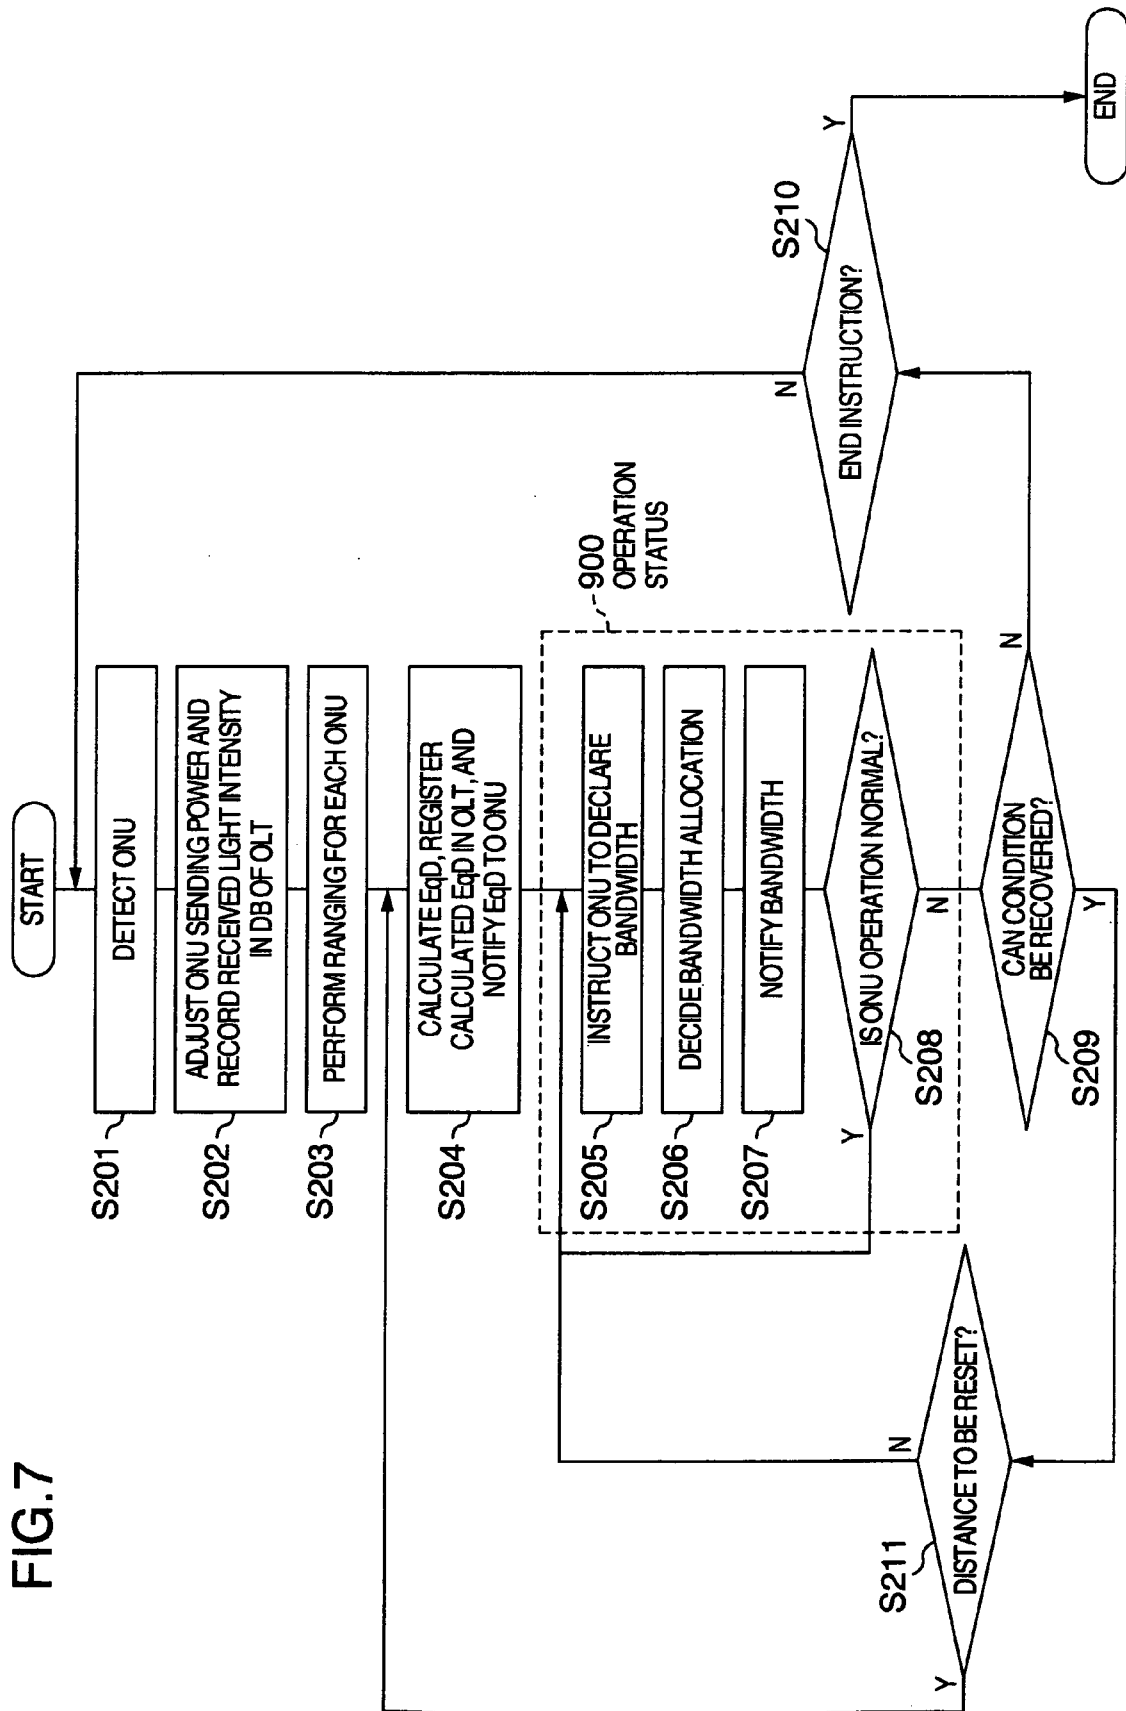 FIG.7
START
S201
DETECT ONU
S202
ADJUST ONU SENDING POWER AND
RECORD RECEIVED LIGHT INTENSITY
IN DB OF OLT
S203
PERFORM RANGING FOR EACH ONU
S204
CALCULATE EqD, REGISTER
CALCULATED EqD IN OLT, AND
NOTIFY EqD TO ONU
900
OPERATION
STATUS
S205
INSTRUCT ONU TO DECLARE
BANDWIDTH
S206
DECIDE BANDWIDTH ALLOCATION
S207
NOTIFY BANDWIDTH
IS ONU OPERATION NORMAL?
S208
Y
N
CAN CONDITION
BE RECOVERED?
S209
N
Y
END INSTRUCTION?
S210
N
Y
DISTANCE TO BE RESET?
S211
N
Y
END